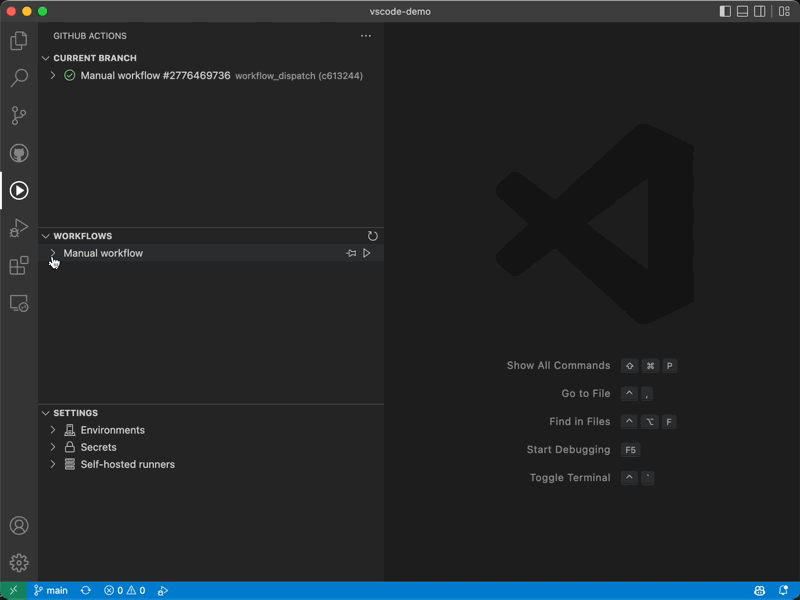 vscode-demo
GITHUB ACTIONS
CURRENT BRANCH
Manual workflow #2776469736 workflow_dispatch (c613244)
WORKFLOWS
Manual workflow
Show All Commands ⇧ ⌘ P
Go to File ^ ,
Find in Files ^ ⌥ F
Start Debugging F5
Toggle Terminal ^ `
SETTINGS
Environments
Secrets
Self-hosted runners
main 0 0